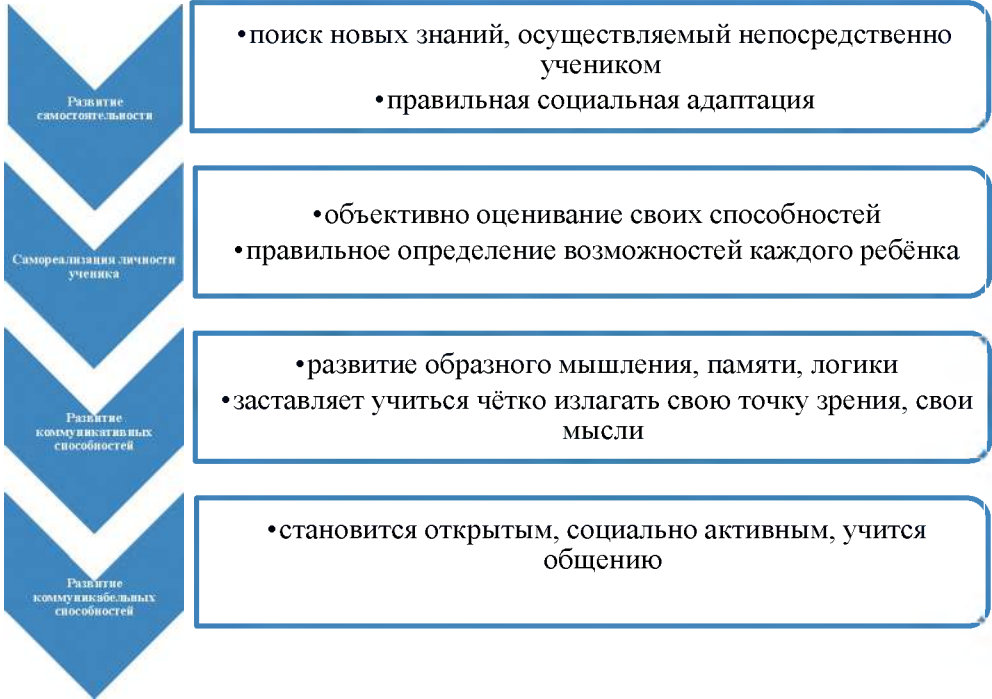 Развитие
самостоятельности
•поиск новых знаний, осуществляемый непосредственно
учеником
•правильная социальная адаптация
Самореализация личности
ученика
•объективно оценивание своих способностей
•правильное определение возможностей каждого ребёнка
Развитие
коммуникативных
способностей
•развитие образного мышления, памяти, логики
•заставляет учиться чётко излагать свою точку зрения, свои
мысли
Развитие
коммуникабельных
способностей
•становится открытым, социально активным, учится
общению